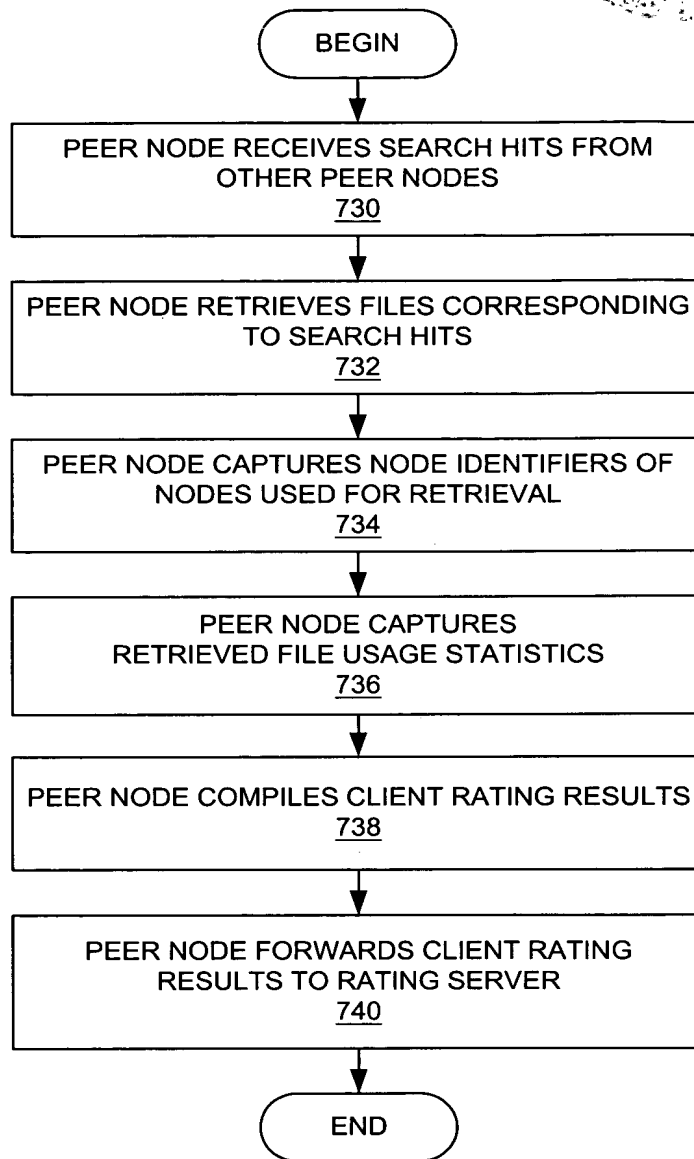 BEGIN
PEER NODE RECEIVES SEARCH HITS FROM
OTHER PEER NODES
730
PEER NODE RETRIEVES FILES CORRESPONDING
TO SEARCH HITS
732
PEER NODE CAPTURES NODE IDENTIFIERS OF
NODES USED FOR RETRIEVAL
734
PEER NODE CAPTURES
RETRIEVED FILE USAGE STATISTICS
736
PEER NODE COMPILES CLIENT RATING RESULTS
738
PEER NODE FORWARDS CLIENT RATING
RESULTS TO RATING SERVER
740
END